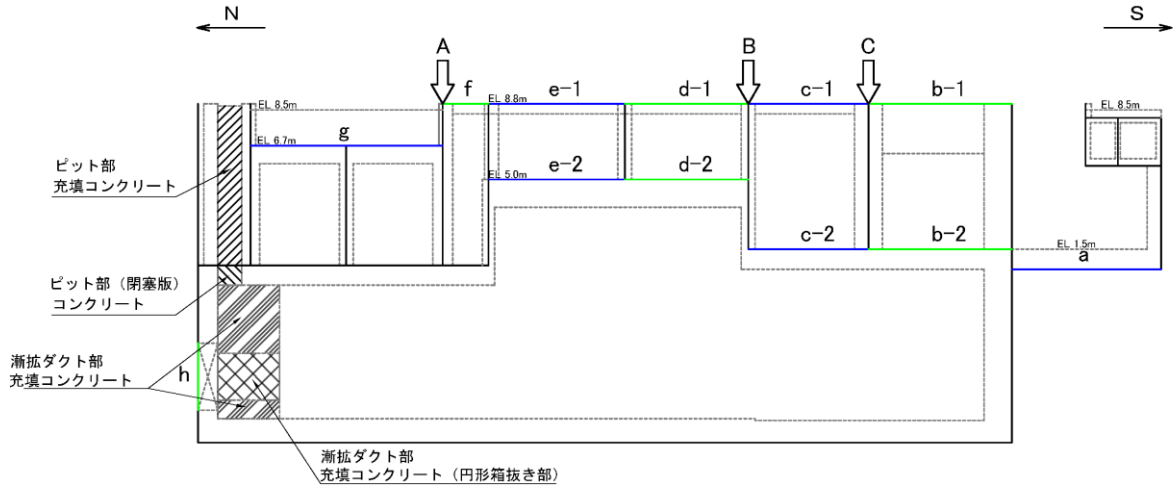 N
S
A
B
C
f
e-1
d-1
c-1
b-1
EL 8.5m
EL 8.8m
EL 8.5m
g
EL 6.7m
ピット部
充填コンクリート
e-2
d-2
EL 5.0m
c-2
b-2
EL 1.5m
a
ピット部（閉塞版）
コンクリート
漸拡ダクト部
充填コンクリート
h
漸拡ダクト部
充填コンクリート（円形箱抜き部）